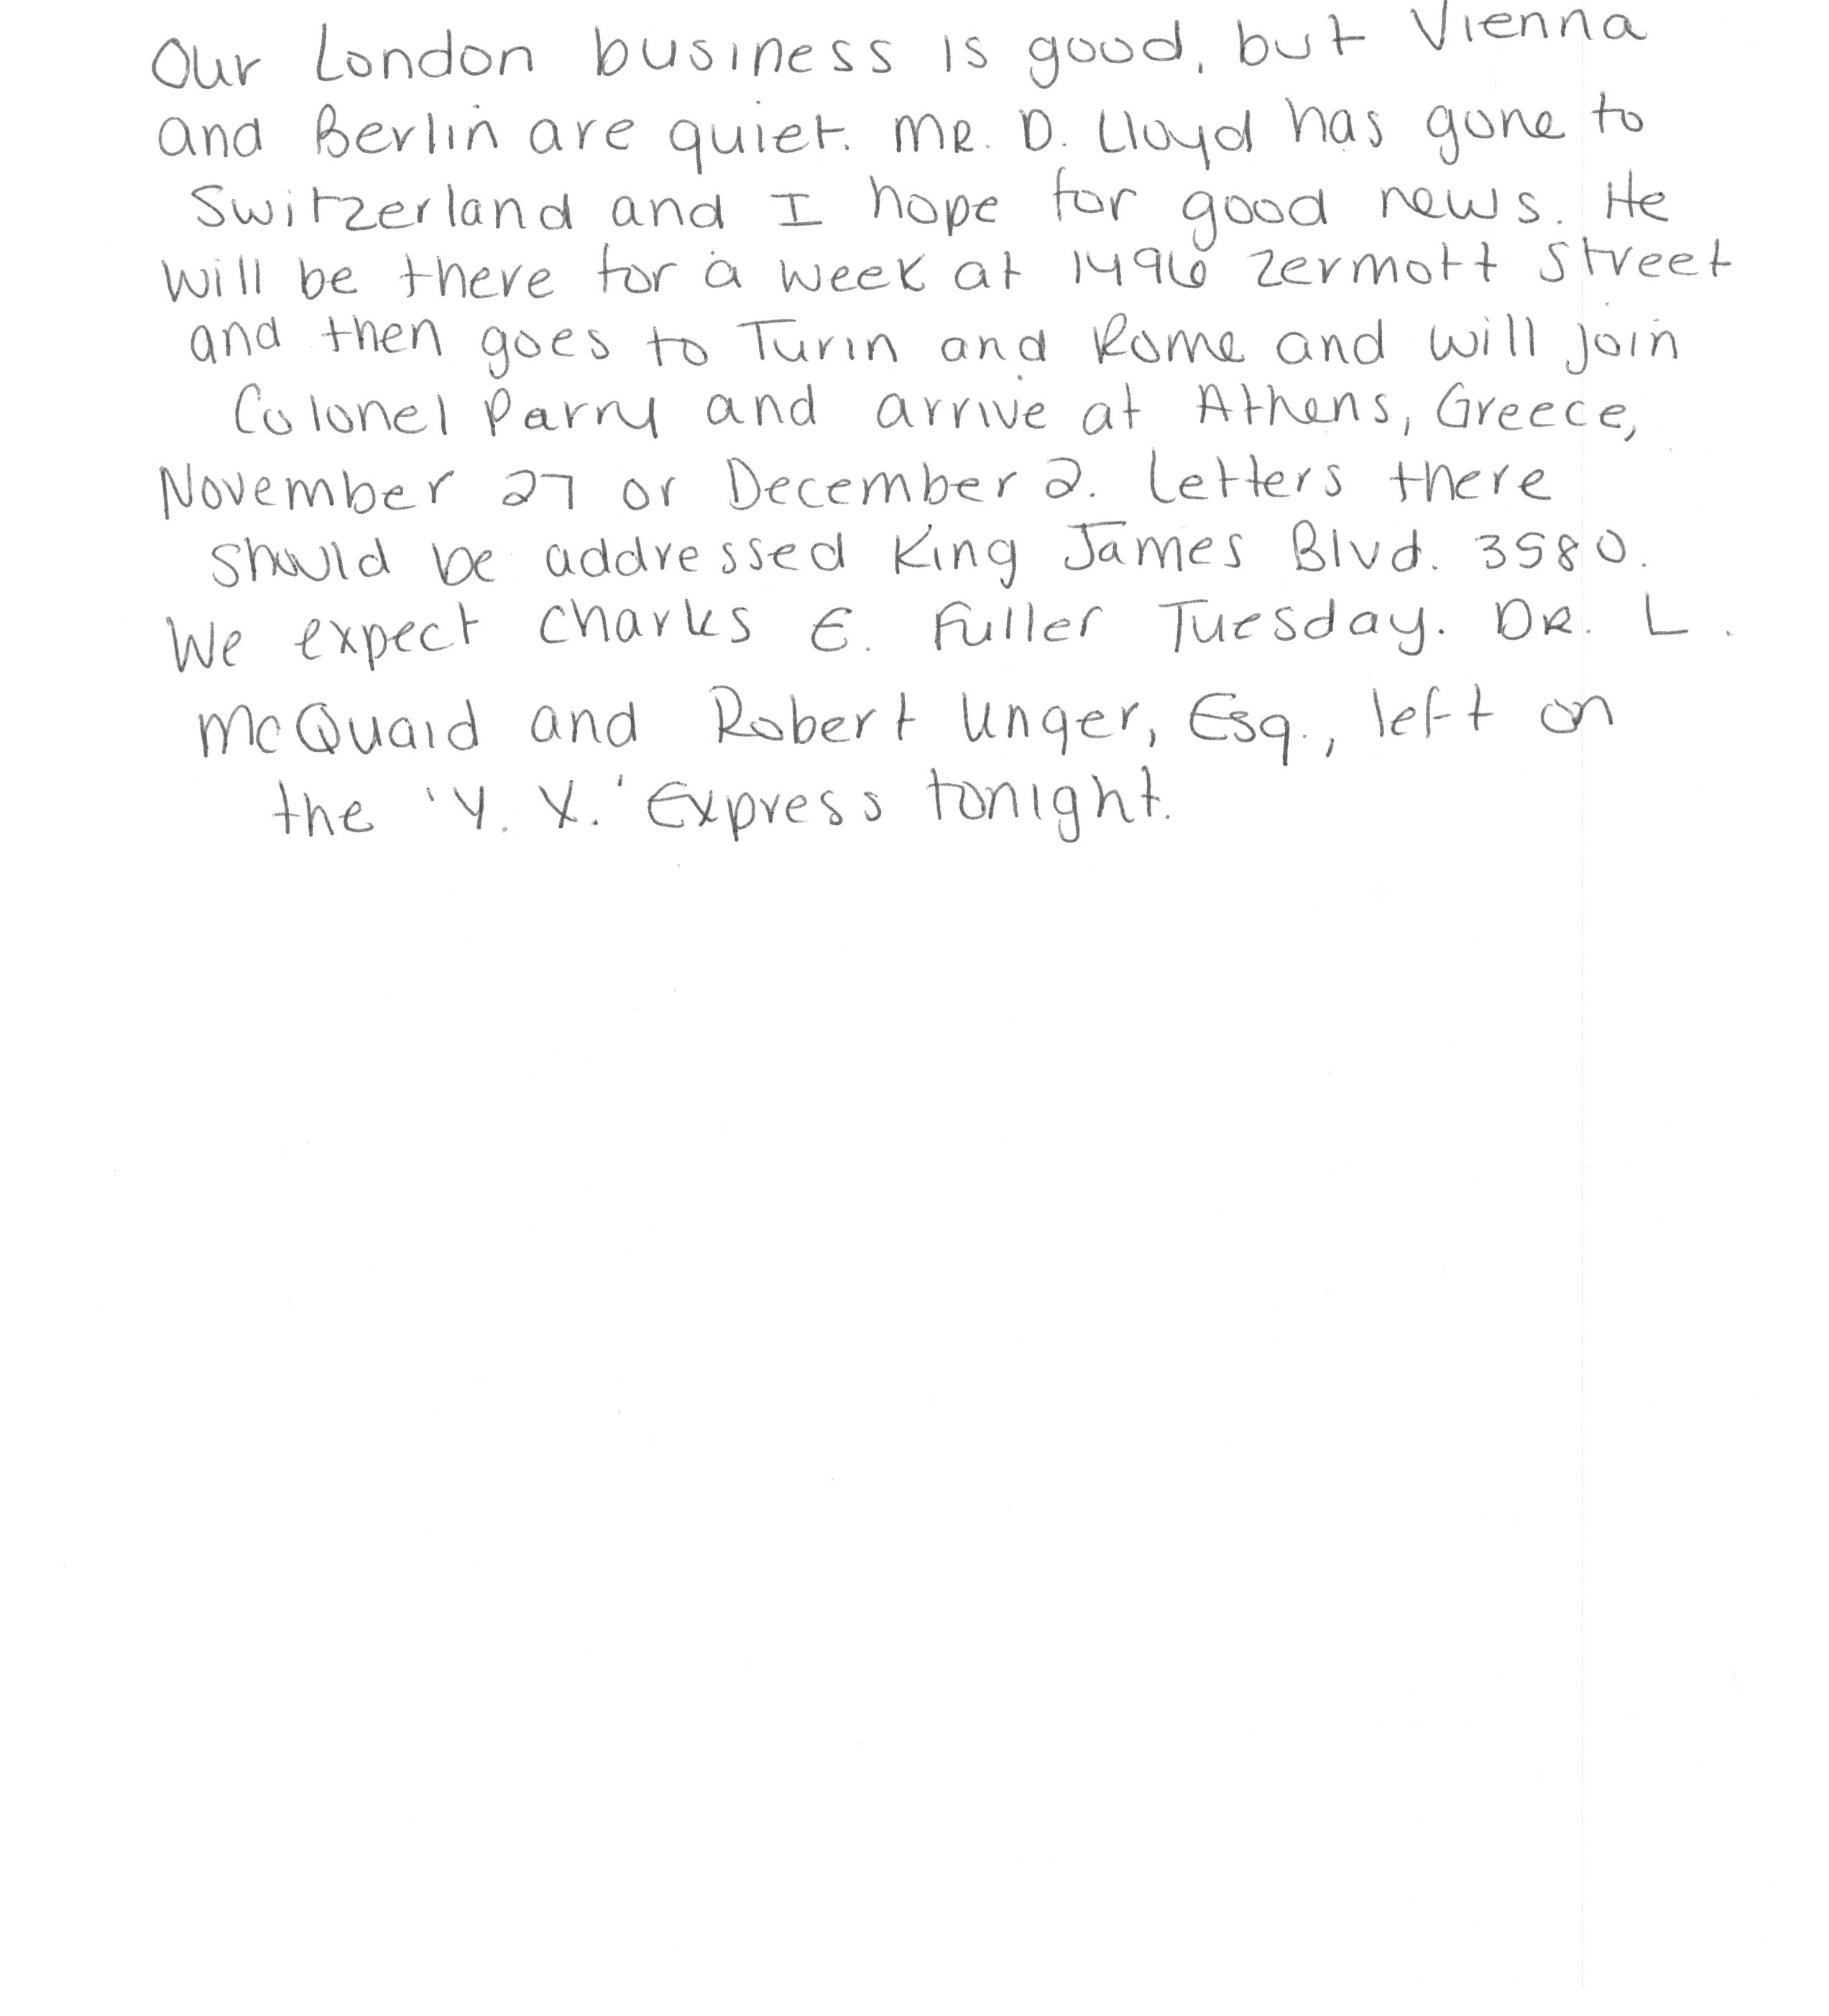 Our London business is good, but Vienna
and Berlin are quiet. Mr. D. Lloyd has gone to
Switzerland and I hope for good news. He
will be there for a week at 1496 Zermott Street
and then goes to Turin and Rome and will join
Colonel Parry and arrive at Athens, Greece,
November 27 or December 2. Letters there
should be addressed King James Blvd. 3580.
We expect Charles E. Fuller Tuesday. DR. L.
McQuaid and Robert Unger, Esq., left on
the 'Y. X.' Express tonight.